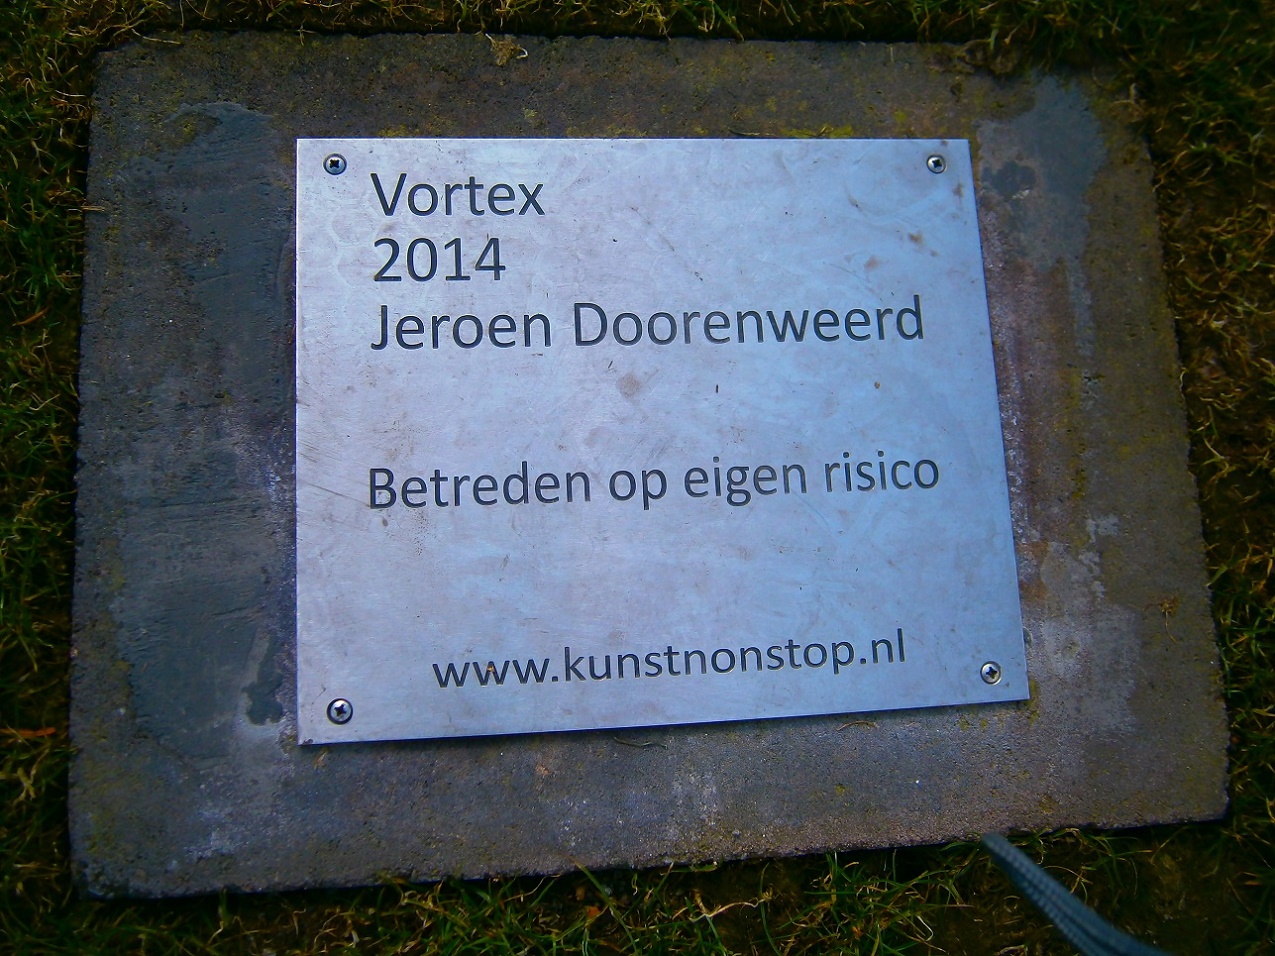 Vortex
2014
Jeroen Doorenweerd
Betreden op eigen risico
www.kunstnonstop.nl